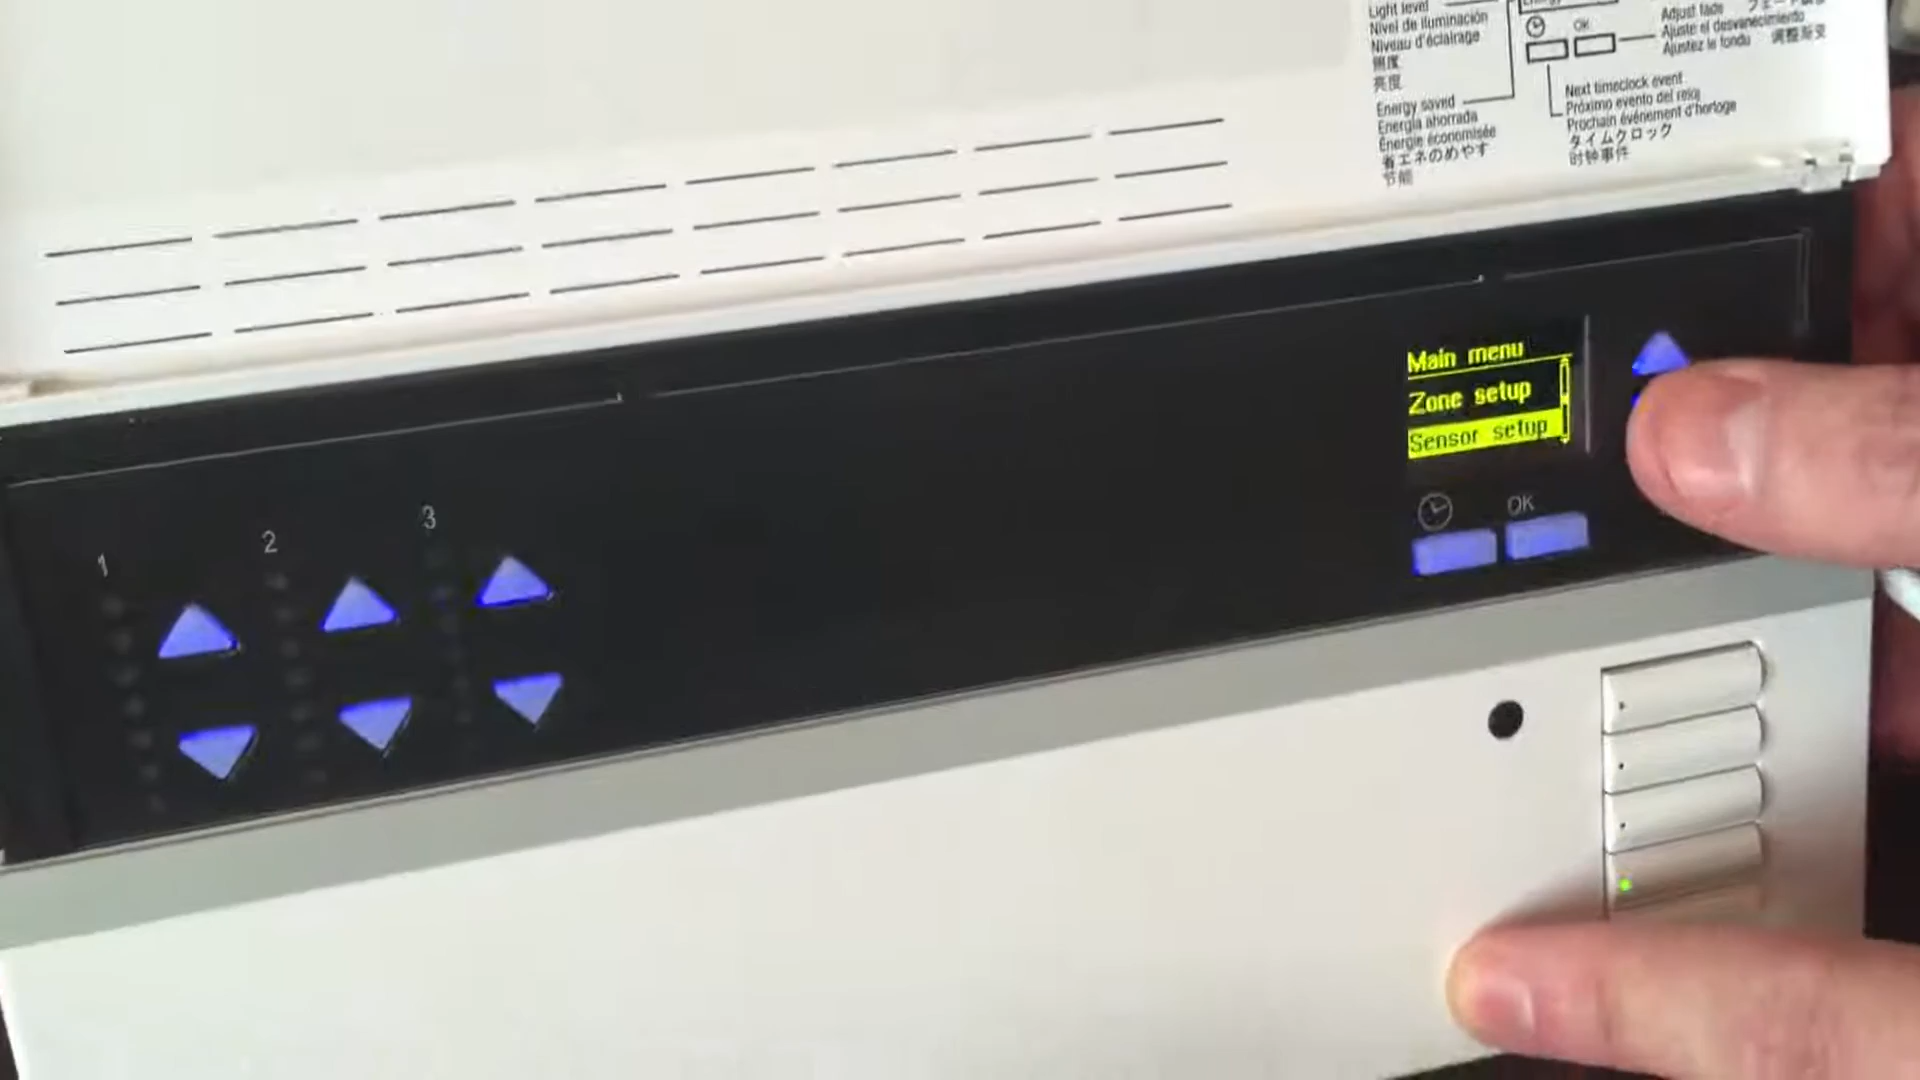 Light level
Nivel de iluminación
Niveau d'éclairage
照度
亮度
Energy saved
Energía ahorrada
Énergie économisée
省エネのめやす
节能
OK
Adjust fade
Ajuste el desvanecimiento
Ajustez le fondu 调整渐变
Next timeclock event
Próximo evento del reloj
Prochain événement d'horloge
タイムクロック
时钟事件
Main menu
Zone setup
Sensor setup
OK
1
2
3